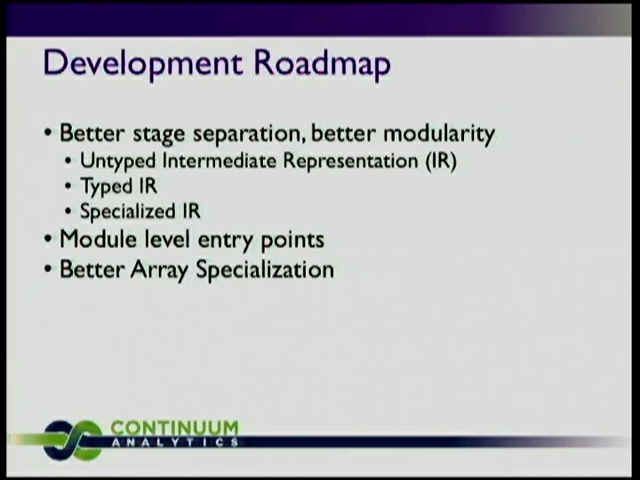 Development Roadmap
• Better stage separation, better modularity
• Untyped Intermediate Representation (IR)
• Typed IR
• Specialized IR
• Module level entry points
• Better Array Specialization
CONTINUUM
ANALYTICS